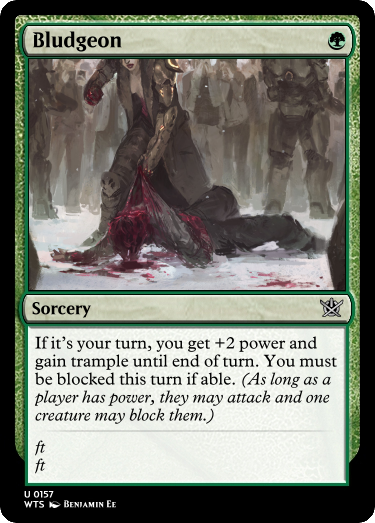 Bludgeon
Sorcery
If it's your turn, you get +2 power and
gain trample until end of turn. You must
be blocked this turn if able. (As long as a
player has power, they may attack and one
creature may block them.)
ft
ft
U 0157
WTS Benjamin Ee